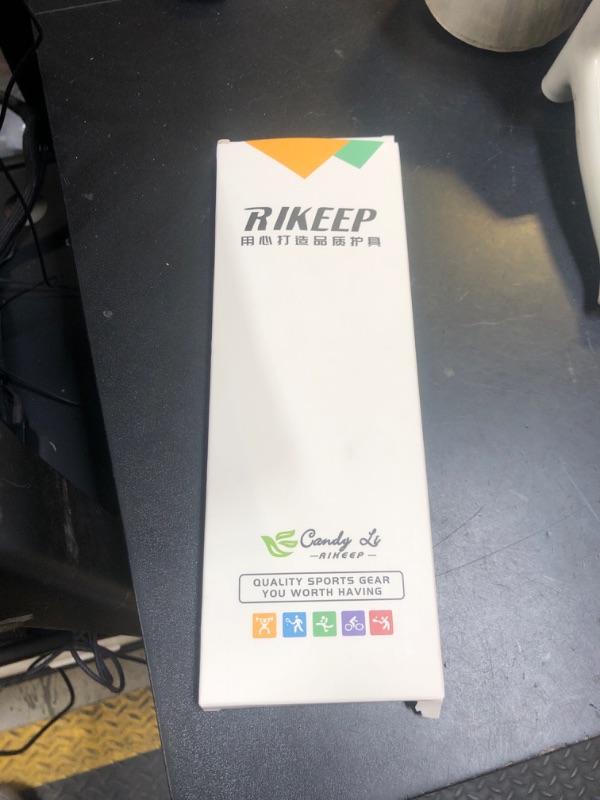 RIKEEP
用心打造品质护具
Candy Li
—RIKEEP—
QUALITY SPORTS GEAR
YOU WORTH HAVING